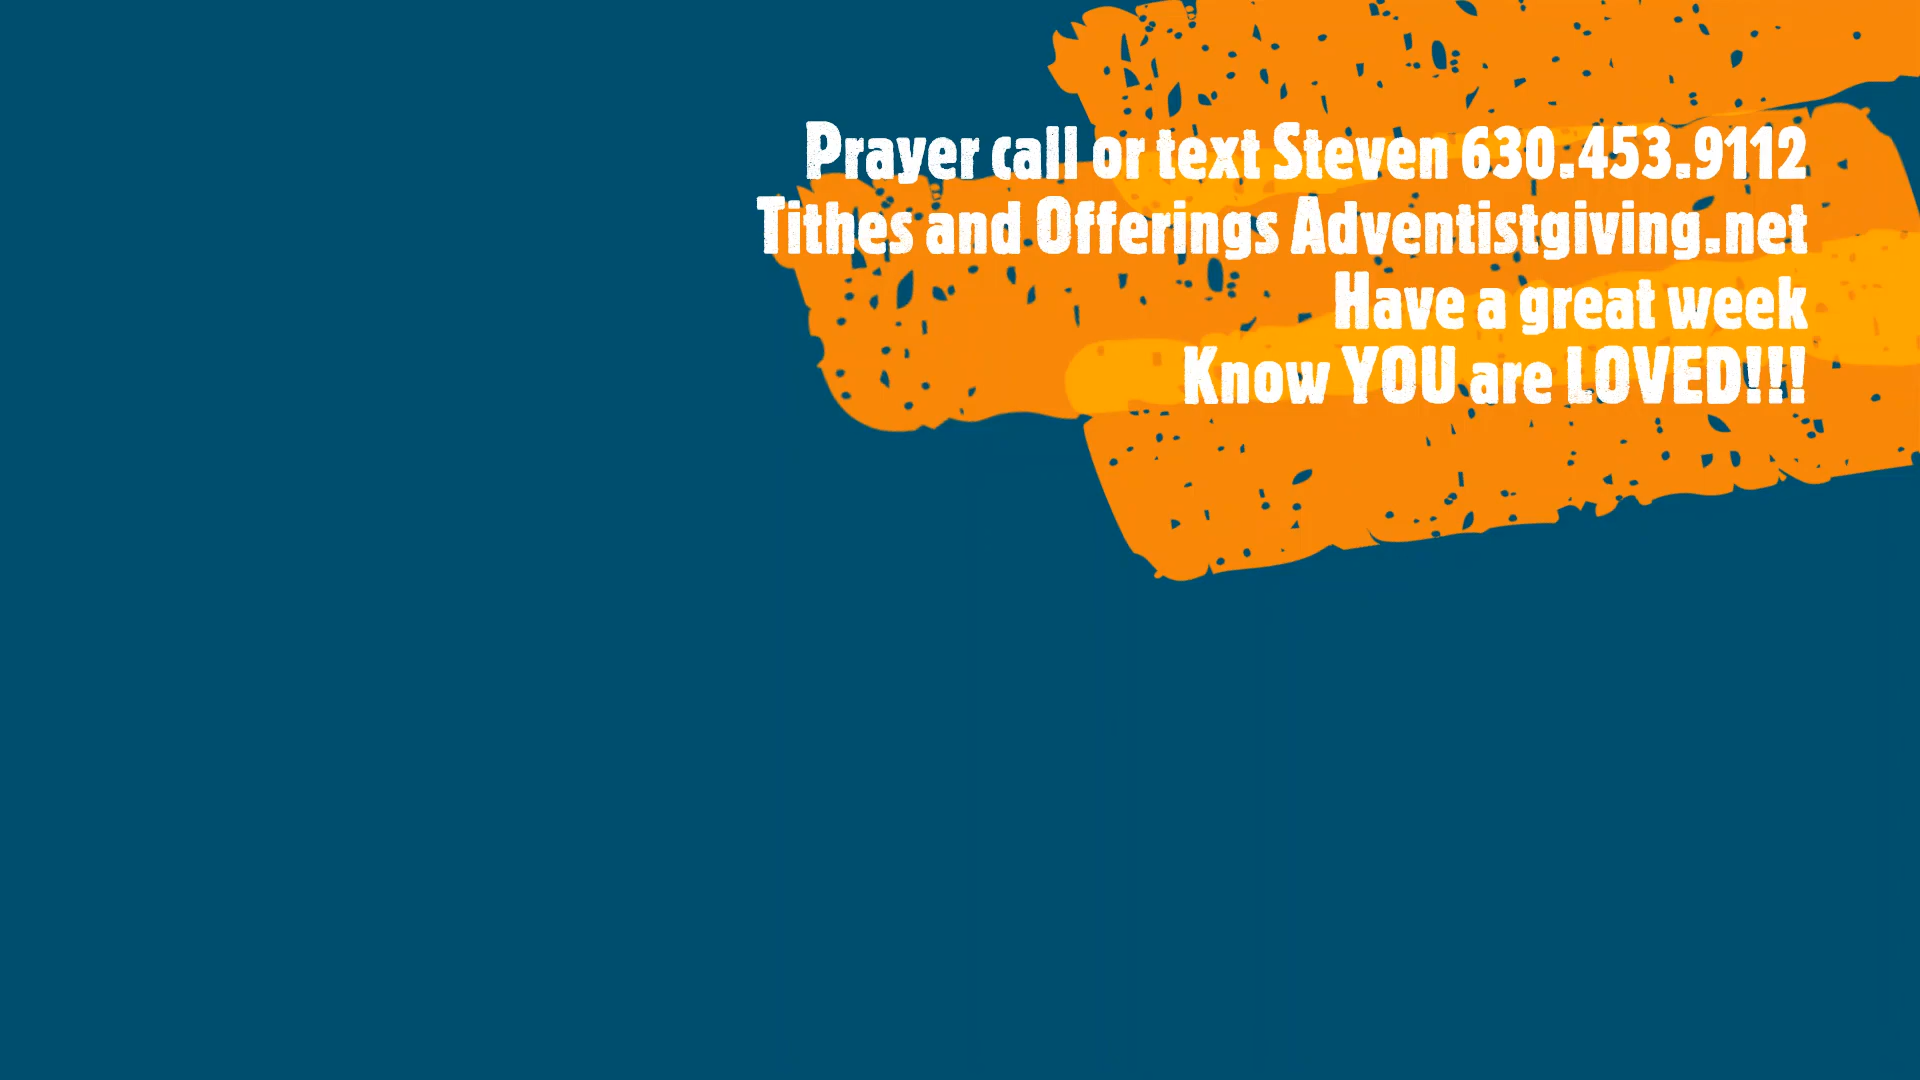 Prayer call or text Steven 630.453.9112
Tithes and Offerings Adventistgiving.net
Have a great week
Know YOU are LOVED!!!